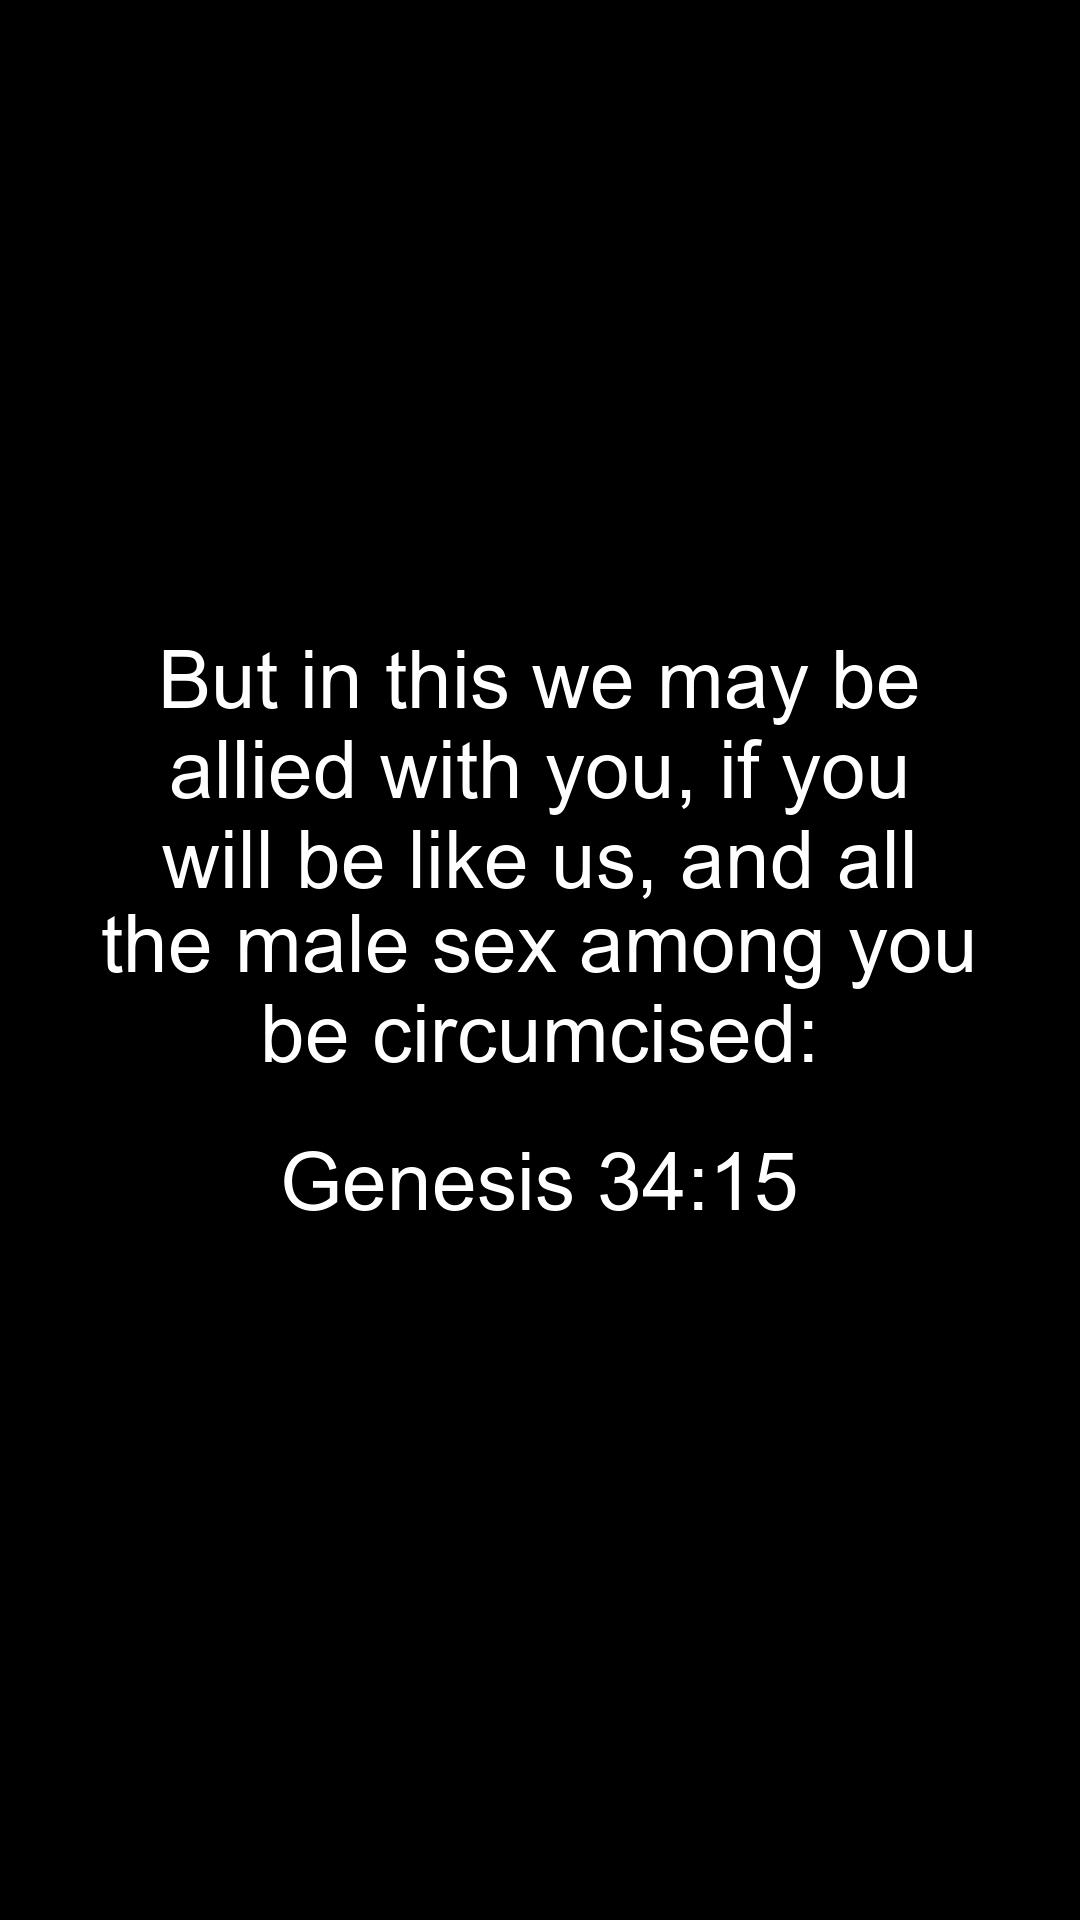 But in this we may be
allied with you, if you
will be like us, and all
the male sex among you
be circumcised:
Genesis 34:15